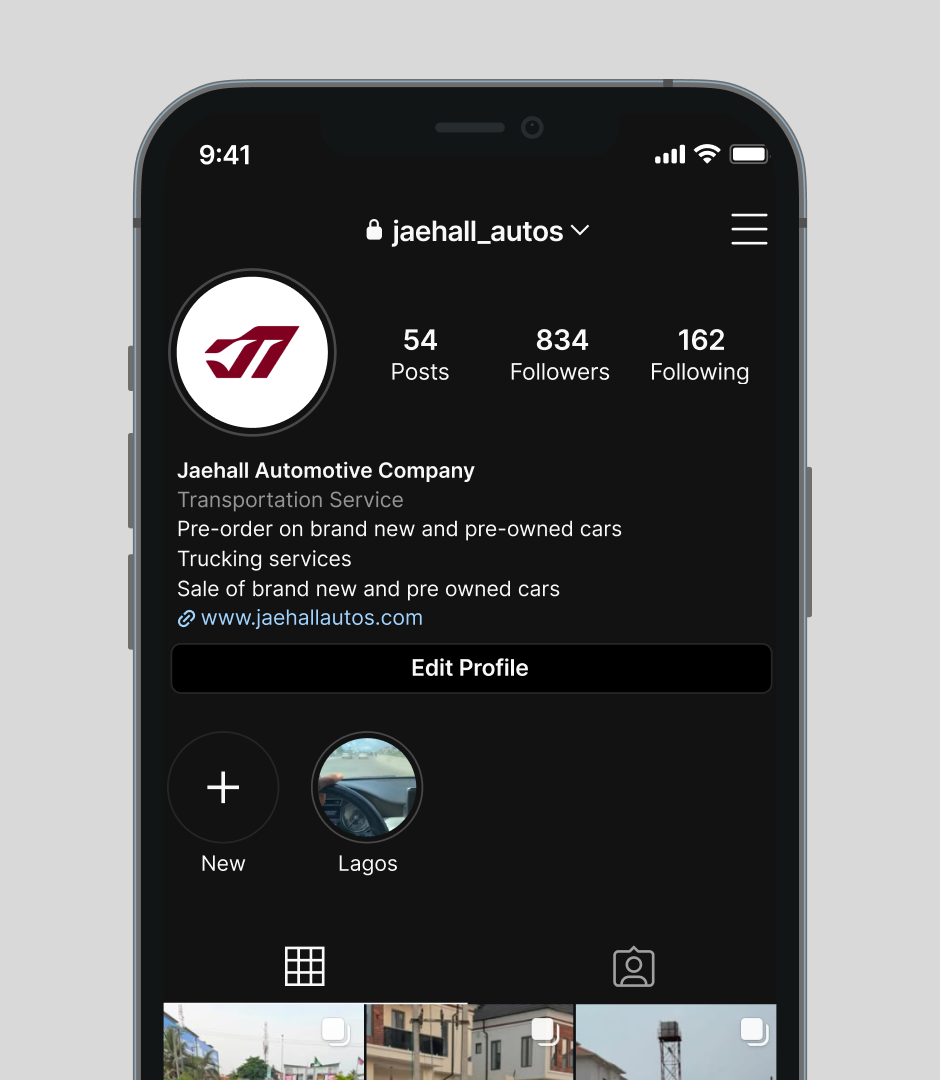 9:41
jaehall_autos
54 834 162
Posts Followers Following
Jaehall Automotive Company
Transportation Service
Pre-order on brand new and pre-owned cars
Trucking services
Sale of brand new and pre owned cars
www.jaehallautos.com
Edit Profile
New Lagos